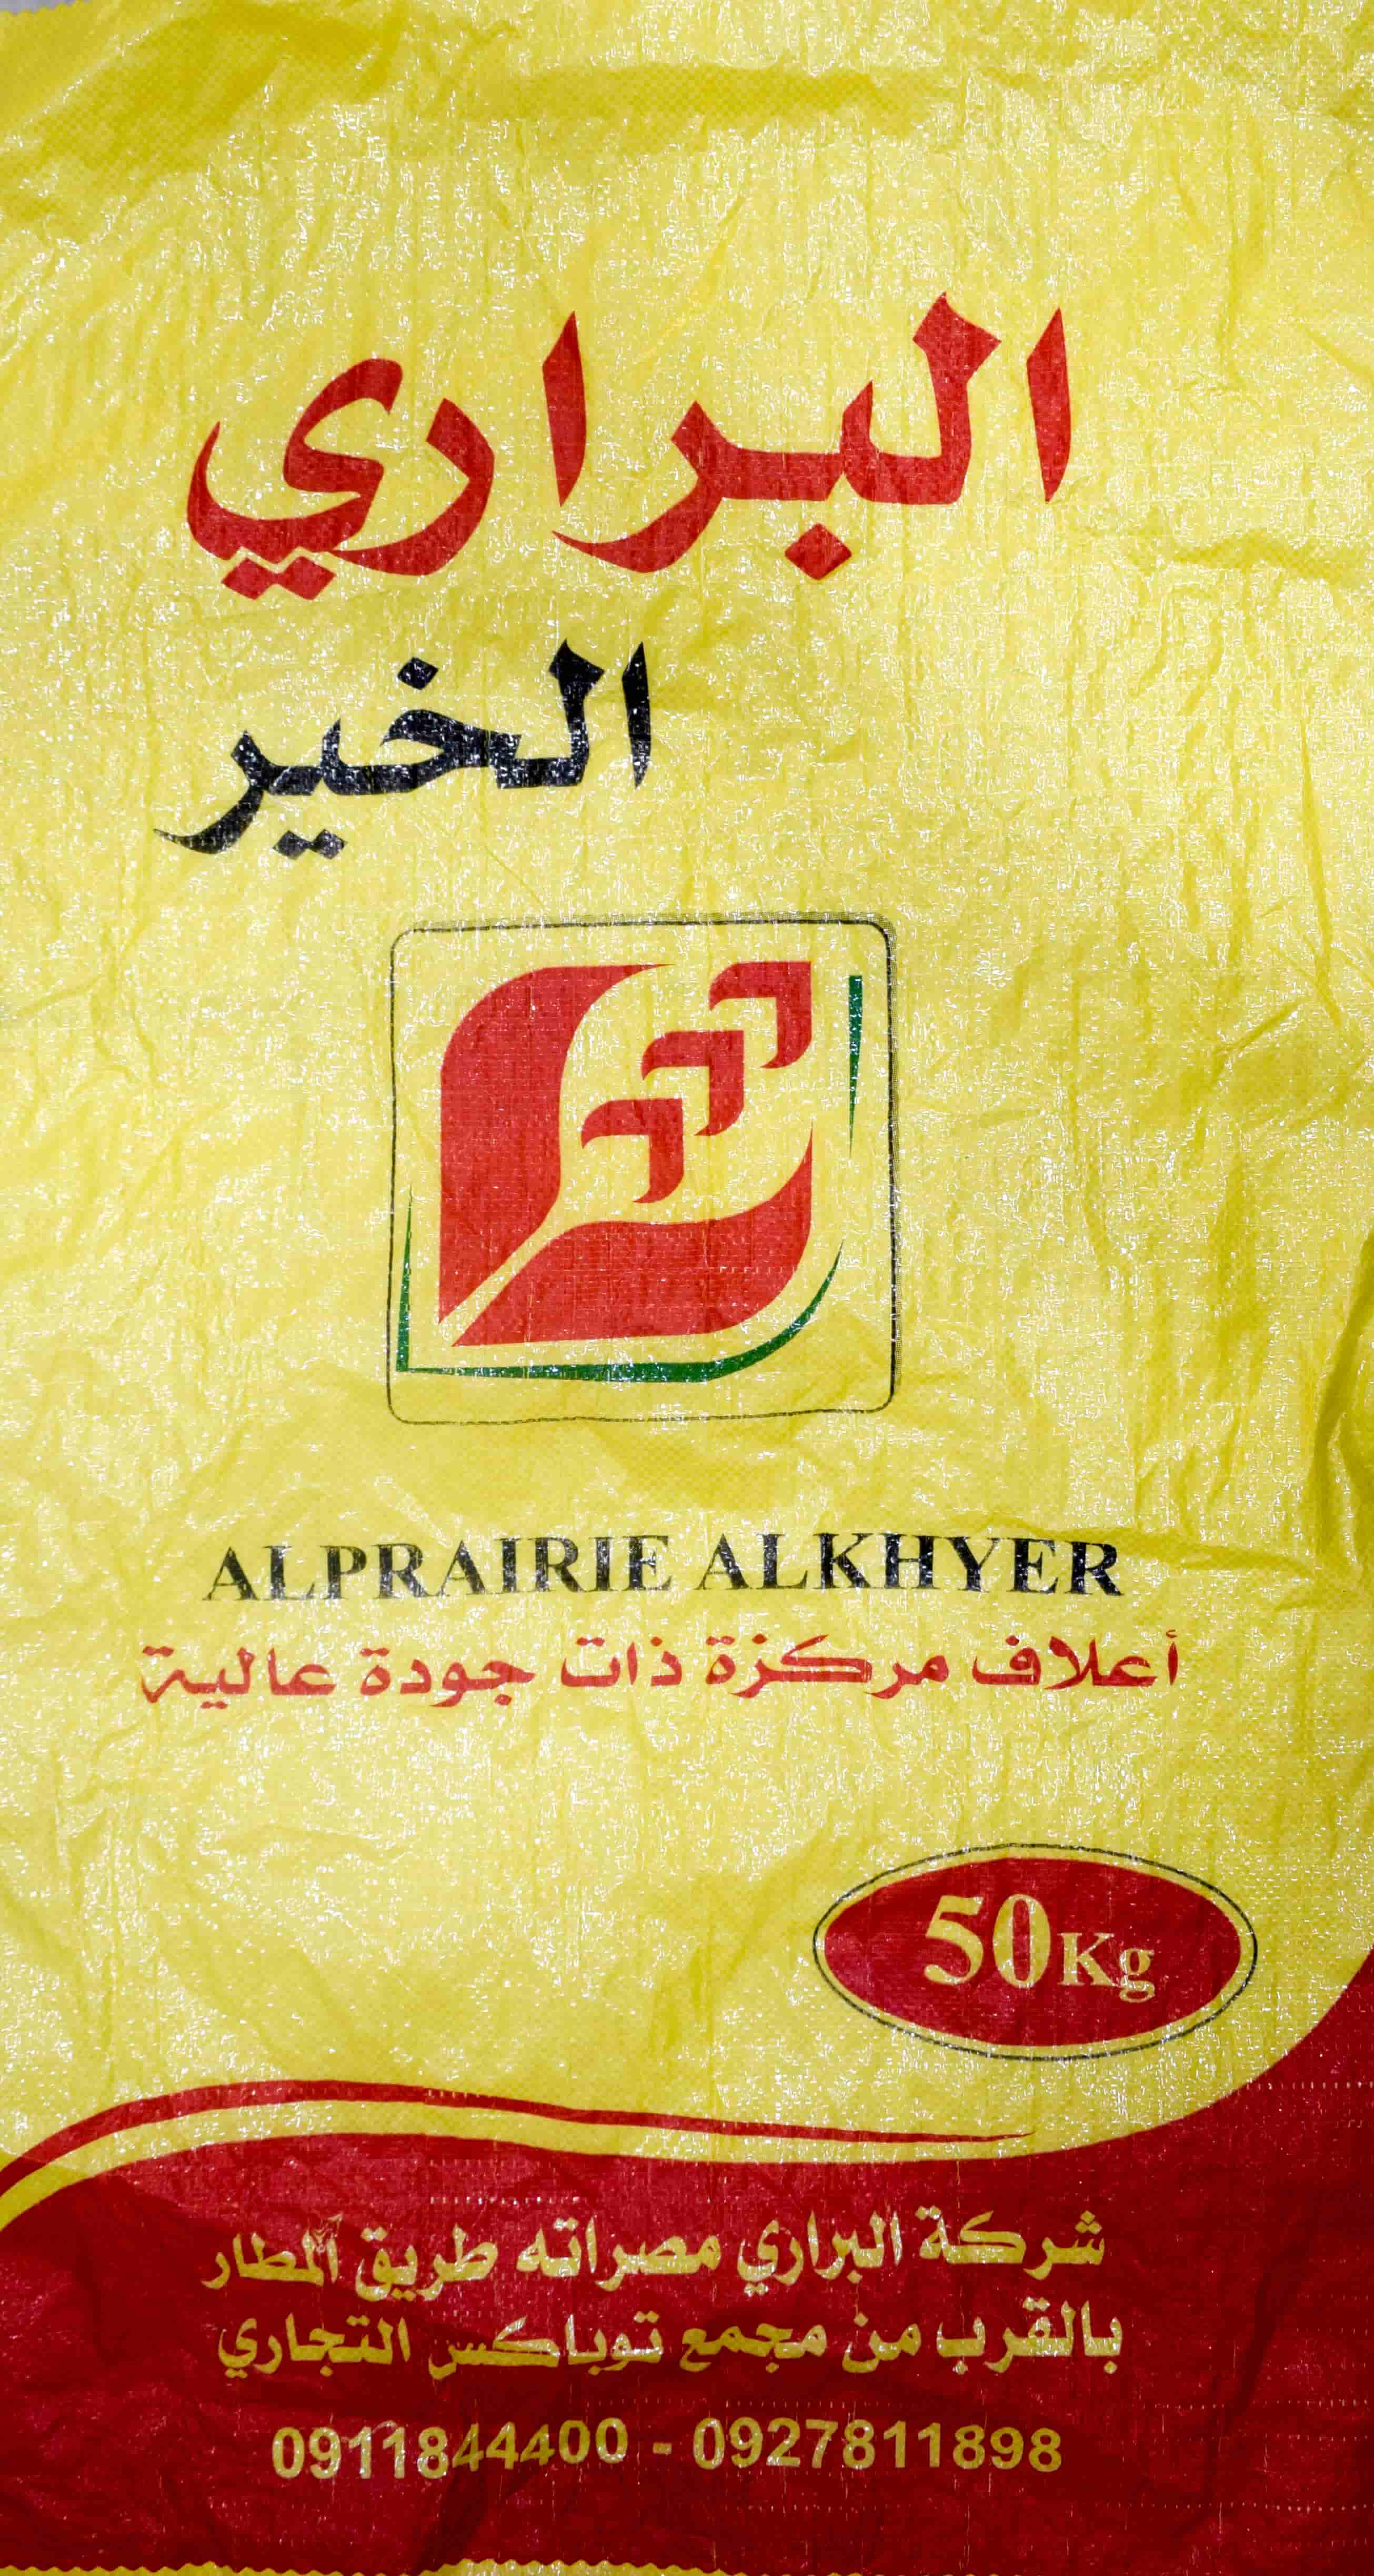 البراري
الخير
ALPRAIRIE ALKHYER
أعلاف مركزة ذات جودة عالية
50Kg
شركة البراري مصراته طريق المطار
بالقرب من مجمع توباكس التجاري
0911844400 - 0927811898